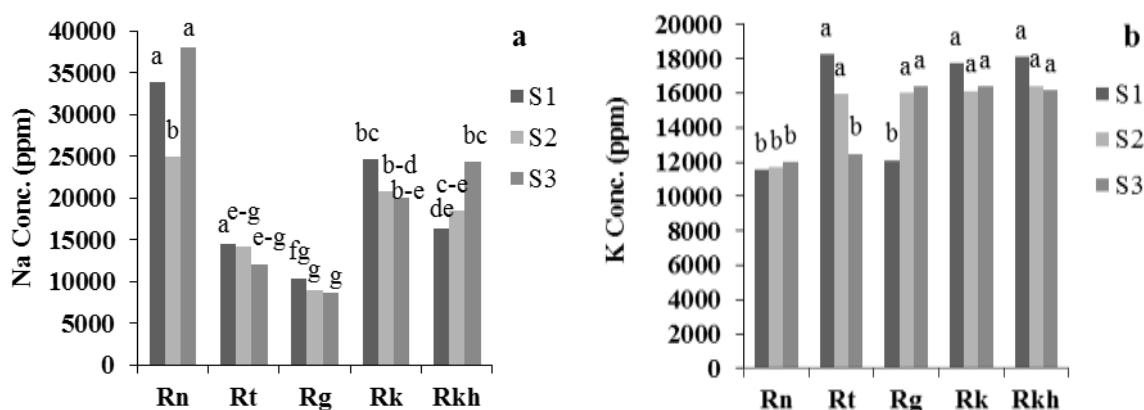 a
Na Conc. (ppm)
40000
35000
30000
25000
20000
15000
10000
5000
0
a b a
a e-g e-g
fg g g
bc b-d b-e
de c-e bc
Rn Rt Rg Rk Rkh
S1
S2
S3
b
K Conc. (ppm)
20000
18000
16000
14000
12000
10000
8000
6000
4000
2000
0
b b b
a a b
b a a
a a a
a a a
Rn Rt Rg Rk Rkh
S1
S2
S3